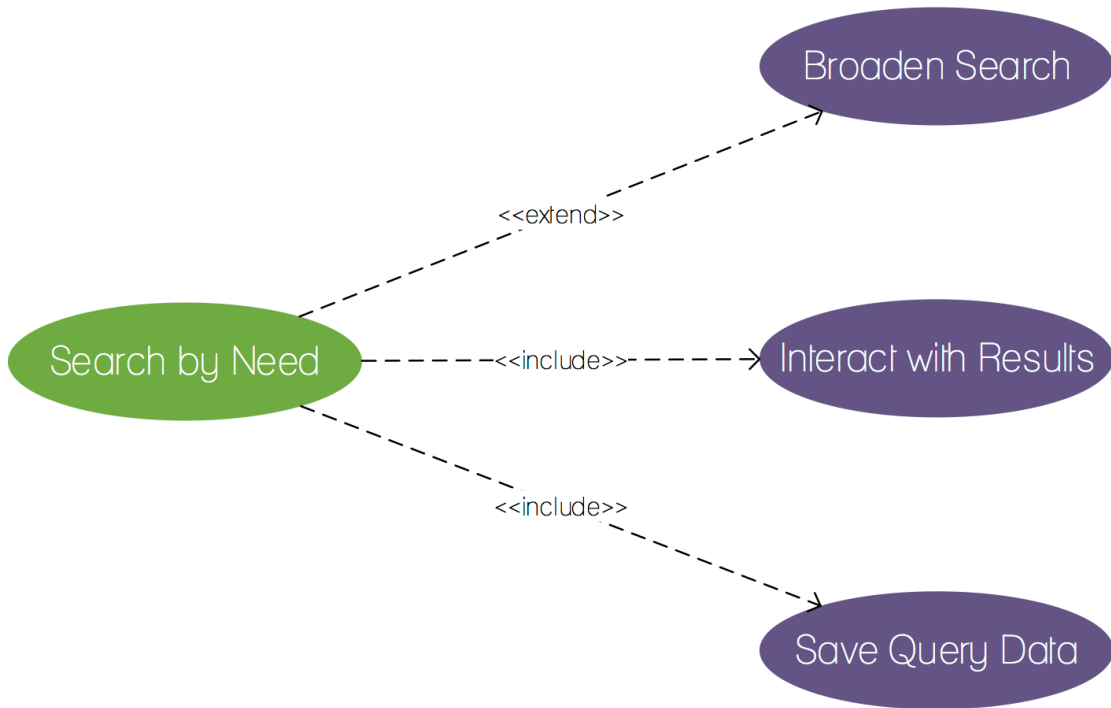 Broaden Search
<<extend>>
Search by Need
<<include>>
Interact with Results
<<include>>
Save Query Data